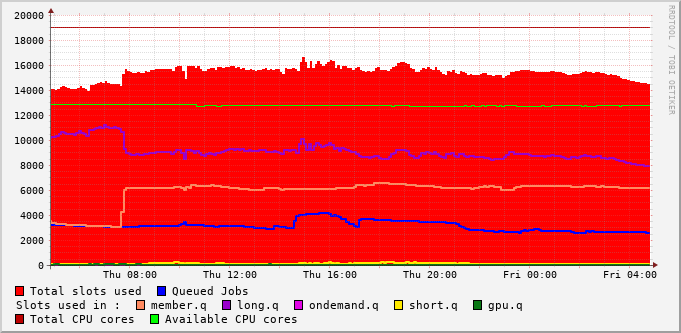 20000
18000
16000
14000
12000
10000
8000
6000
4000
2000
0
Thu 08:00 Thu 12:00 Thu 16:00 Thu 20:00 Fri 00:00 Fri 04:00
Total slots used Queued Jobs
Slots used in : member.q long.q ondemand.q short.q gpu.q
Total CPU cores Available CPU cores
RRDTOOL / TOBI OETIKER